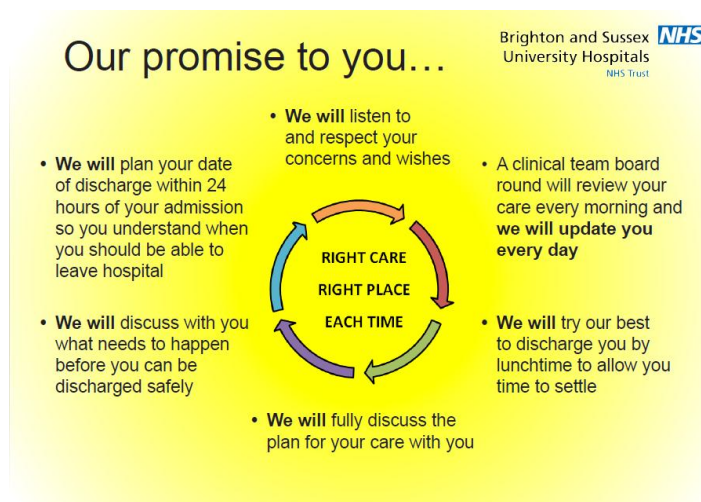 Our promise to you…
Brighton and Sussex
University Hospitals
NHS Trust
NHS
• We will listen to
and respect your
concerns and wishes
• We will plan your date
of discharge within 24
hours of your admission
so you understand when
you should be able to
leave hospital
• A clinical team board
round will review your
care every morning and
we will update you
every day
RIGHT CARE
RIGHT PLACE
EACH TIME
• We will discuss with you
what needs to happen
before you can be
discharged safely
• We will try our best
to discharge you by
lunchtime to allow you
time to settle
• We will fully discuss the
plan for your care with you